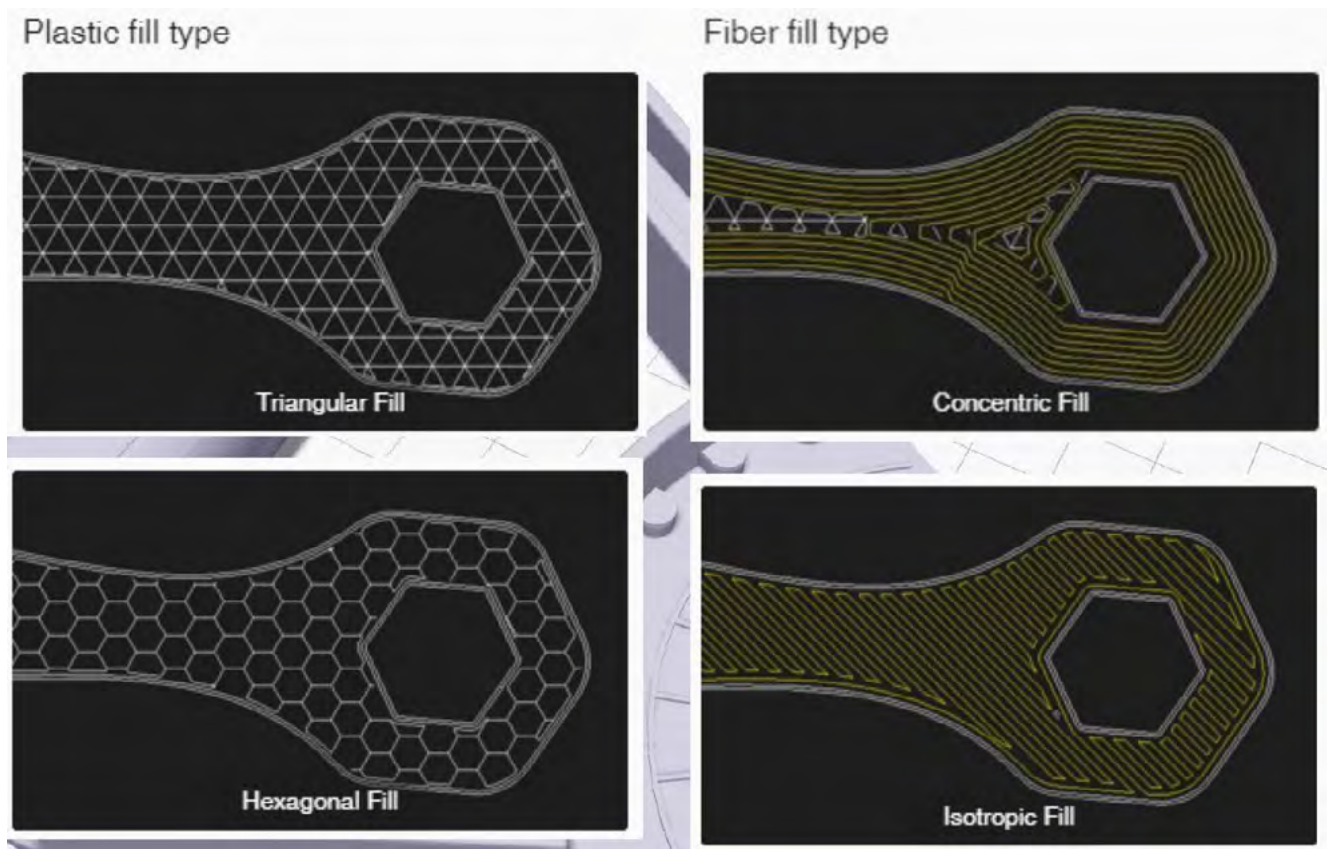 Plastic fill type
Fiber fill type
Triangular Fill
Concentric Fill
Hexagonal Fill
Isotropic Fill